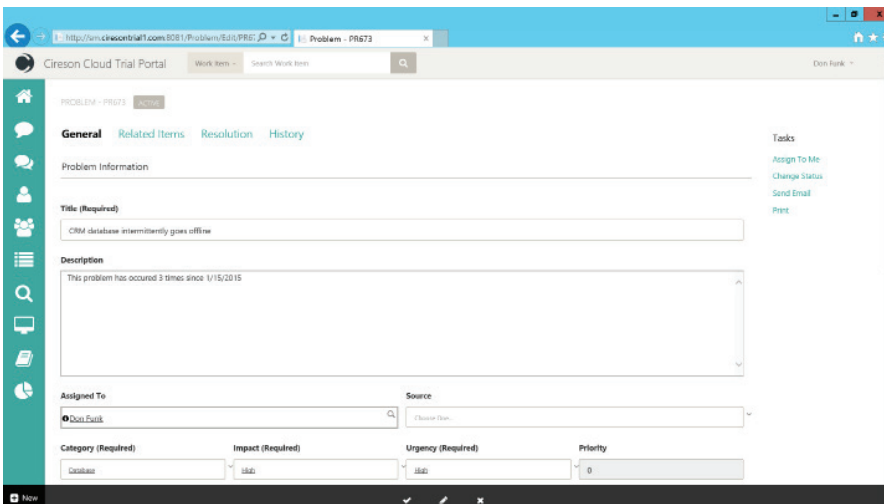 http://sm.ciresontrial1.com:8081/Problem/Edit/PR67 Problem - PR673
Cireson Cloud Trial Portal Work Item Search Work Item Don Funk
PROBLEM - PR673 ACTIVE
General Related Items Resolution History
Tasks
Problem Information
Assign To Me
Change Status
Send Email
Print
Title (Required)
CRM database intermittently goes offline
Description
This problem has occured 3 times since 1/15/2015
Assigned To Source
Don Funk Choose One...
Category (Required) Impact (Required) Urgency (Required) Priority
Database High High 0
New